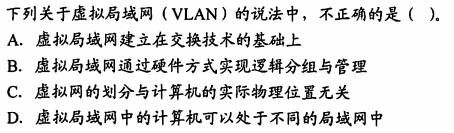 下列关于虚拟局域网（VLAN）的说法中，不正确的是（ ）。
A. 虚拟局域网建立在交换技术的基础上
B. 虚拟局域网通过硬件方式实现逻辑分组与管理
C. 虚拟网的划分与计算机的实际物理位置无关
D. 虚拟局域网中的计算机可以处于不同的局域网中